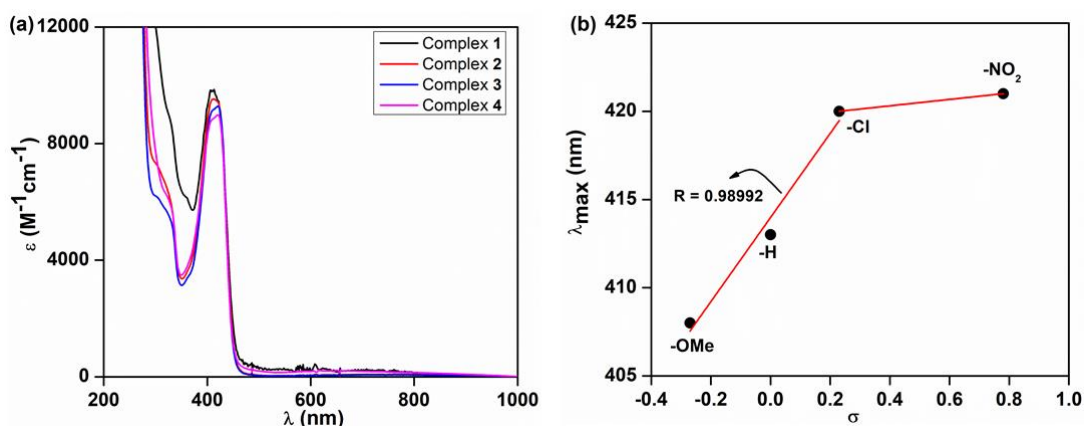 (a)
12000
8000
4000
0
ε (M⁻¹cm⁻¹)
200
400
600
800
1000
λ (nm)
Complex 1
Complex 2
Complex 3
Complex 4
(b)
425
420
415
410
405
λmax (nm)
-OMe
-H
-Cl
-NO₂
R = 0.98992
-0.4
-0.2
0.0
0.2
0.4
0.6
0.8
1.0
σ